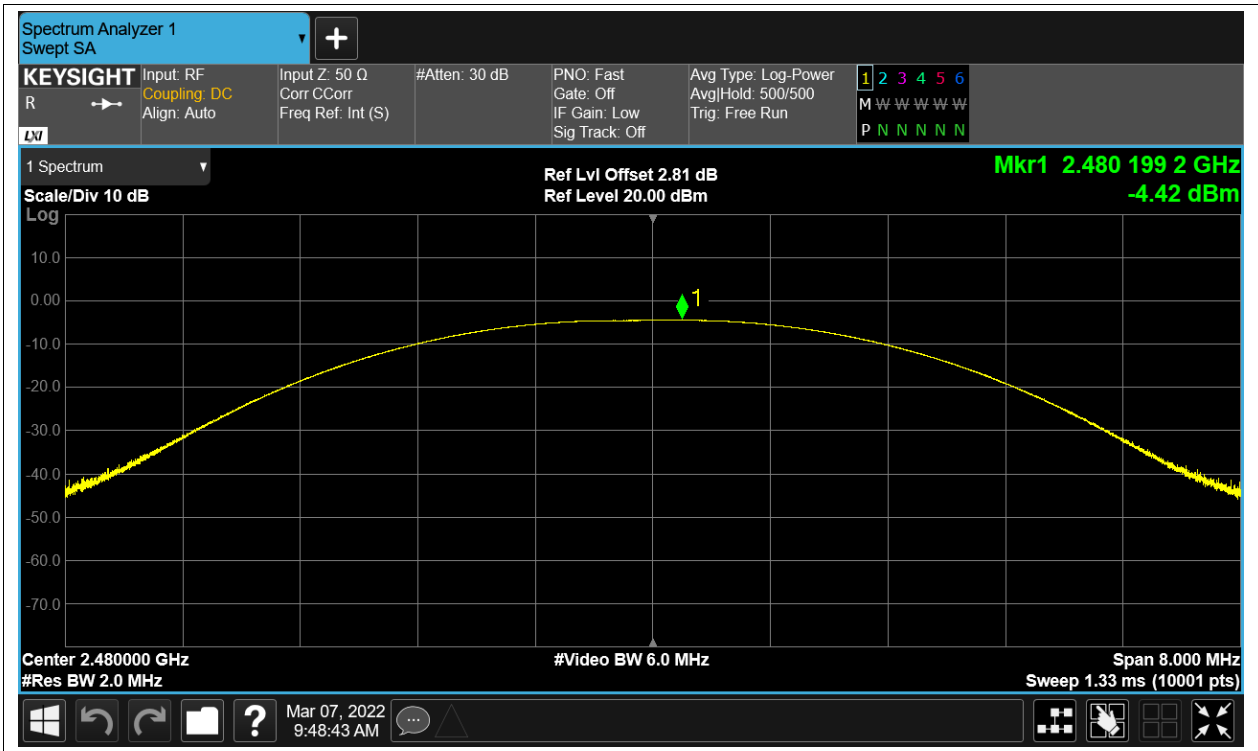 Spectrum Analyzer 1
Swept SA
+
KEYSIGHT
R
LXI
Input: RF
Coupling: DC
Align: Auto
Input Z: 50 Ω
Corr CCorr
Freq Ref: Int (S)
#Atten: 30 dB
PNO: Fast
Gate: Off
IF Gain: Low
Sig Track: Off
Avg Type: Log-Power
Avg|Hold: 500/500
Trig: Free Run
1 2 3 4 5 6
M W W W W W
P N N N N N
1 Spectrum
Scale/Div 10 dB
Log
Ref Lvl Offset 2.81 dB
Ref Level 20.00 dBm
Mkr1 2.480 199 2 GHz
-4.42 dBm
10.0
0.00
-10.0
-20.0
-30.0
-40.0
-50.0
-60.0
-70.0
1
Center 2.480000 GHz
#Res BW 2.0 MHz
#Video BW 6.0 MHz
Span 8.000 MHz
Sweep 1.33 ms (10001 pts)
?
Mar 07, 2022
9:48:43 AM